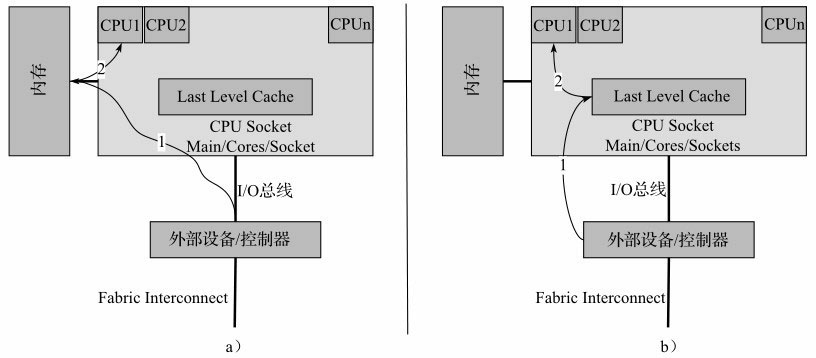 CPU1
CPU2
CPUn
内存
2
Last Level Cache
CPU Socket
Main/Cores/Socket
1
I/O总线
外部设备/控制器
Fabric Interconnect
a）
CPU1
CPU2
CPUn
内存
2
Last Level Cache
CPU Socket
Main/Cores/Sockets
1
I/O总线
外部设备/控制器
Fabric Interconnect
b）